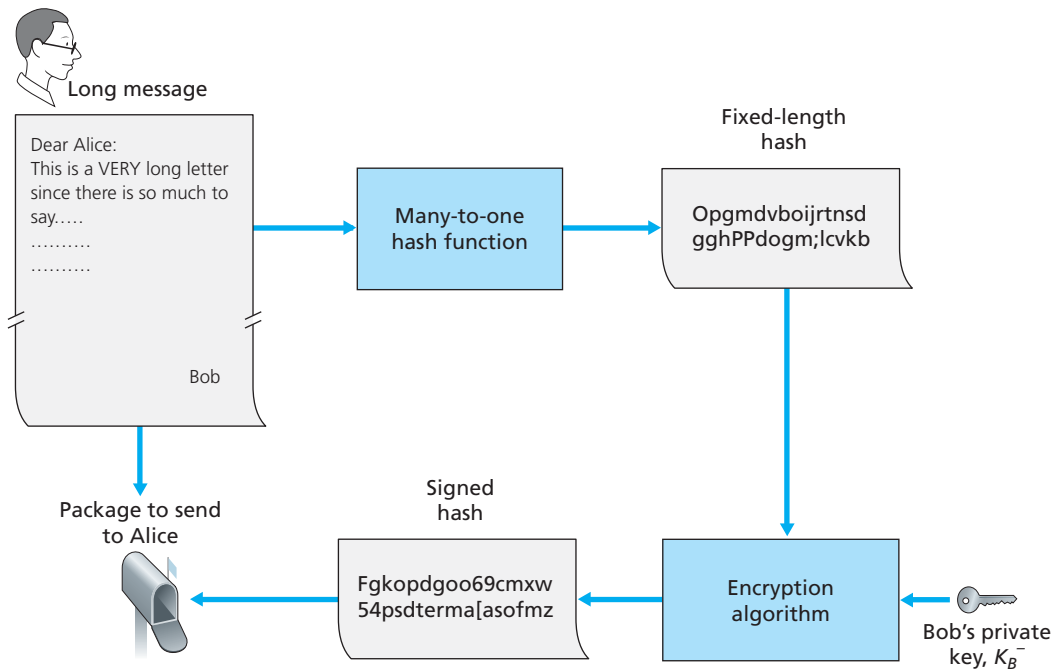 Long message
Dear Alice:
This is a VERY long letter
since there is so much to
say.....
..........
..........
Bob
Many-to-one
hash function
Fixed-length
hash
Opgmdvboijrtnsd
gghPPdogm;lcvkb
Package to send
to Alice
Signed
hash
Fgkopdgoo69cmxw
54psdterma[asofmz
Encryption
algorithm
Bob's private
key, K_B^-